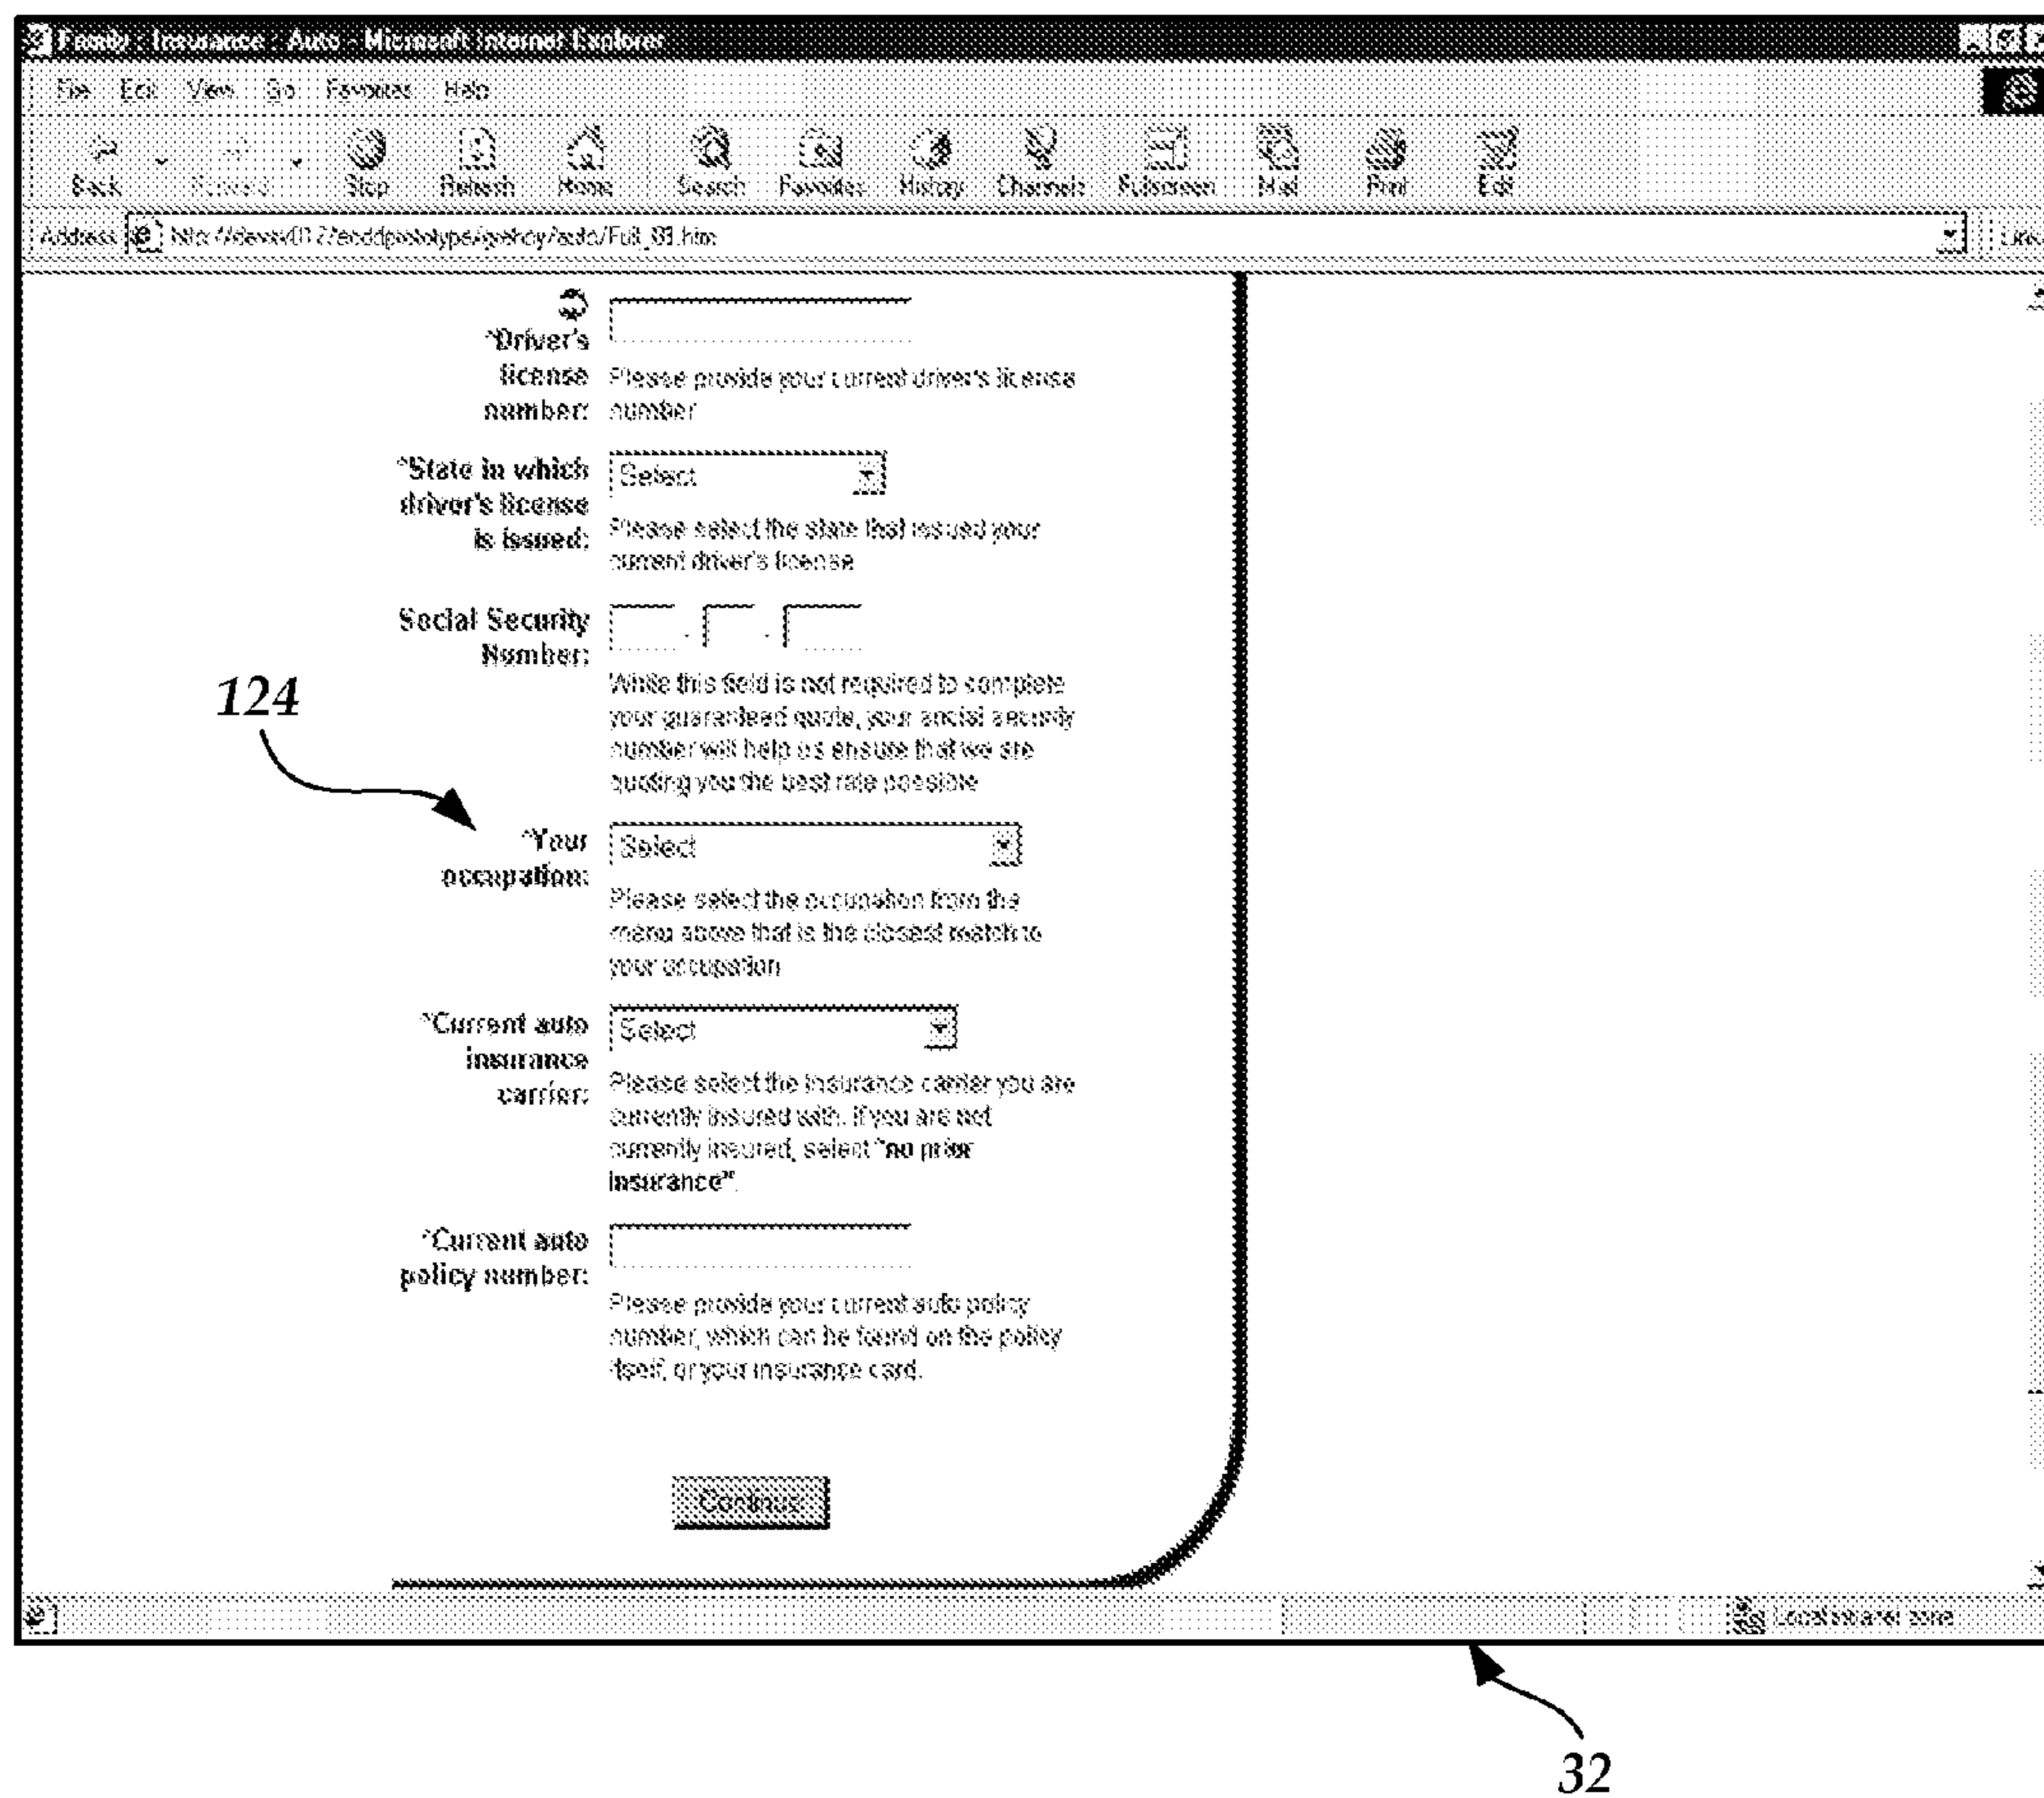 Family : Insurance : Auto - Microsoft Internet Explorer
File Edit View Go Favorites Help
Back Forward Stop Refresh Home Search Favorites History Channels Fullscreen Mail Print Edit
Address
*Driver's
license
number:
Please provide your current driver's license
number
*State in which
driver's license
is issued:
Select
Please select the state that issued your
current driver's license
Social Security
Number:
- -
While this field is not required to complete
your guaranteed quote, your social security
number will help us ensure that we are
quoting you the best rate possible
124
*Your
occupation:
Select
Please select the occupation from the
menu above that is the closest match to
your occupation
*Current auto
insurance
carrier:
Select
Please select the insurance carrier you are
currently insured with. If you are not
currently insured, select "no prior
insurance".
*Current auto
policy number:
Please provide your current auto policy
number, which can be found on the policy
itself, or your insurance card.
Continue
Local intranet zone
32